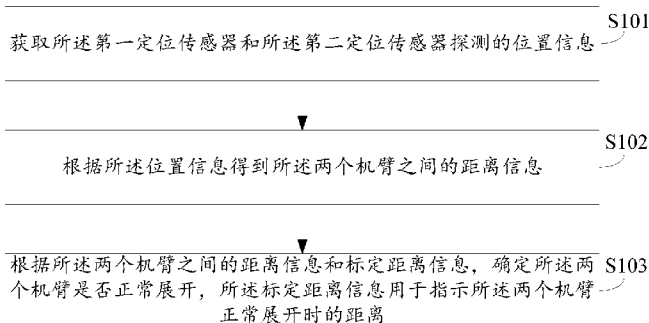 S101
获取所述第一定位传感器和所述第二定位传感器探测的位置信息
S102
根据所述位置信息得到所述两个机臂之间的距离信息
S103
根据所述两个机臂之间的距离信息和标定距离信息，确定所述两
个机臂是否正常展开，所述标定距离信息用于指示所述两个机臂
正常展开时的距离